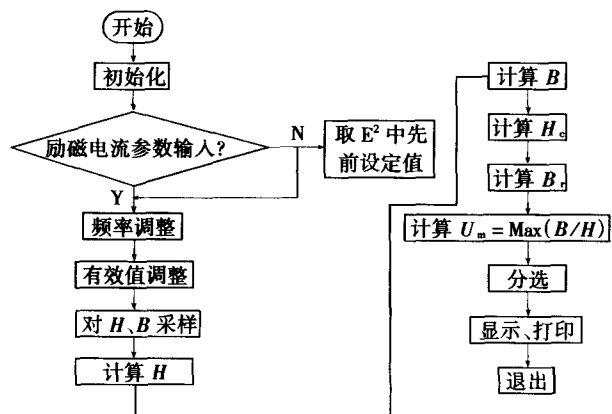 开始
初始化
励磁电流参数输入?
N
取 E² 中先
前设定值
Y
频率调整
有效值调整
对 H、B 采样
计算 H
计算 B
计算 Hc
计算 Br
计算 Um = Max(B/H)
分选
显示、打印
退出